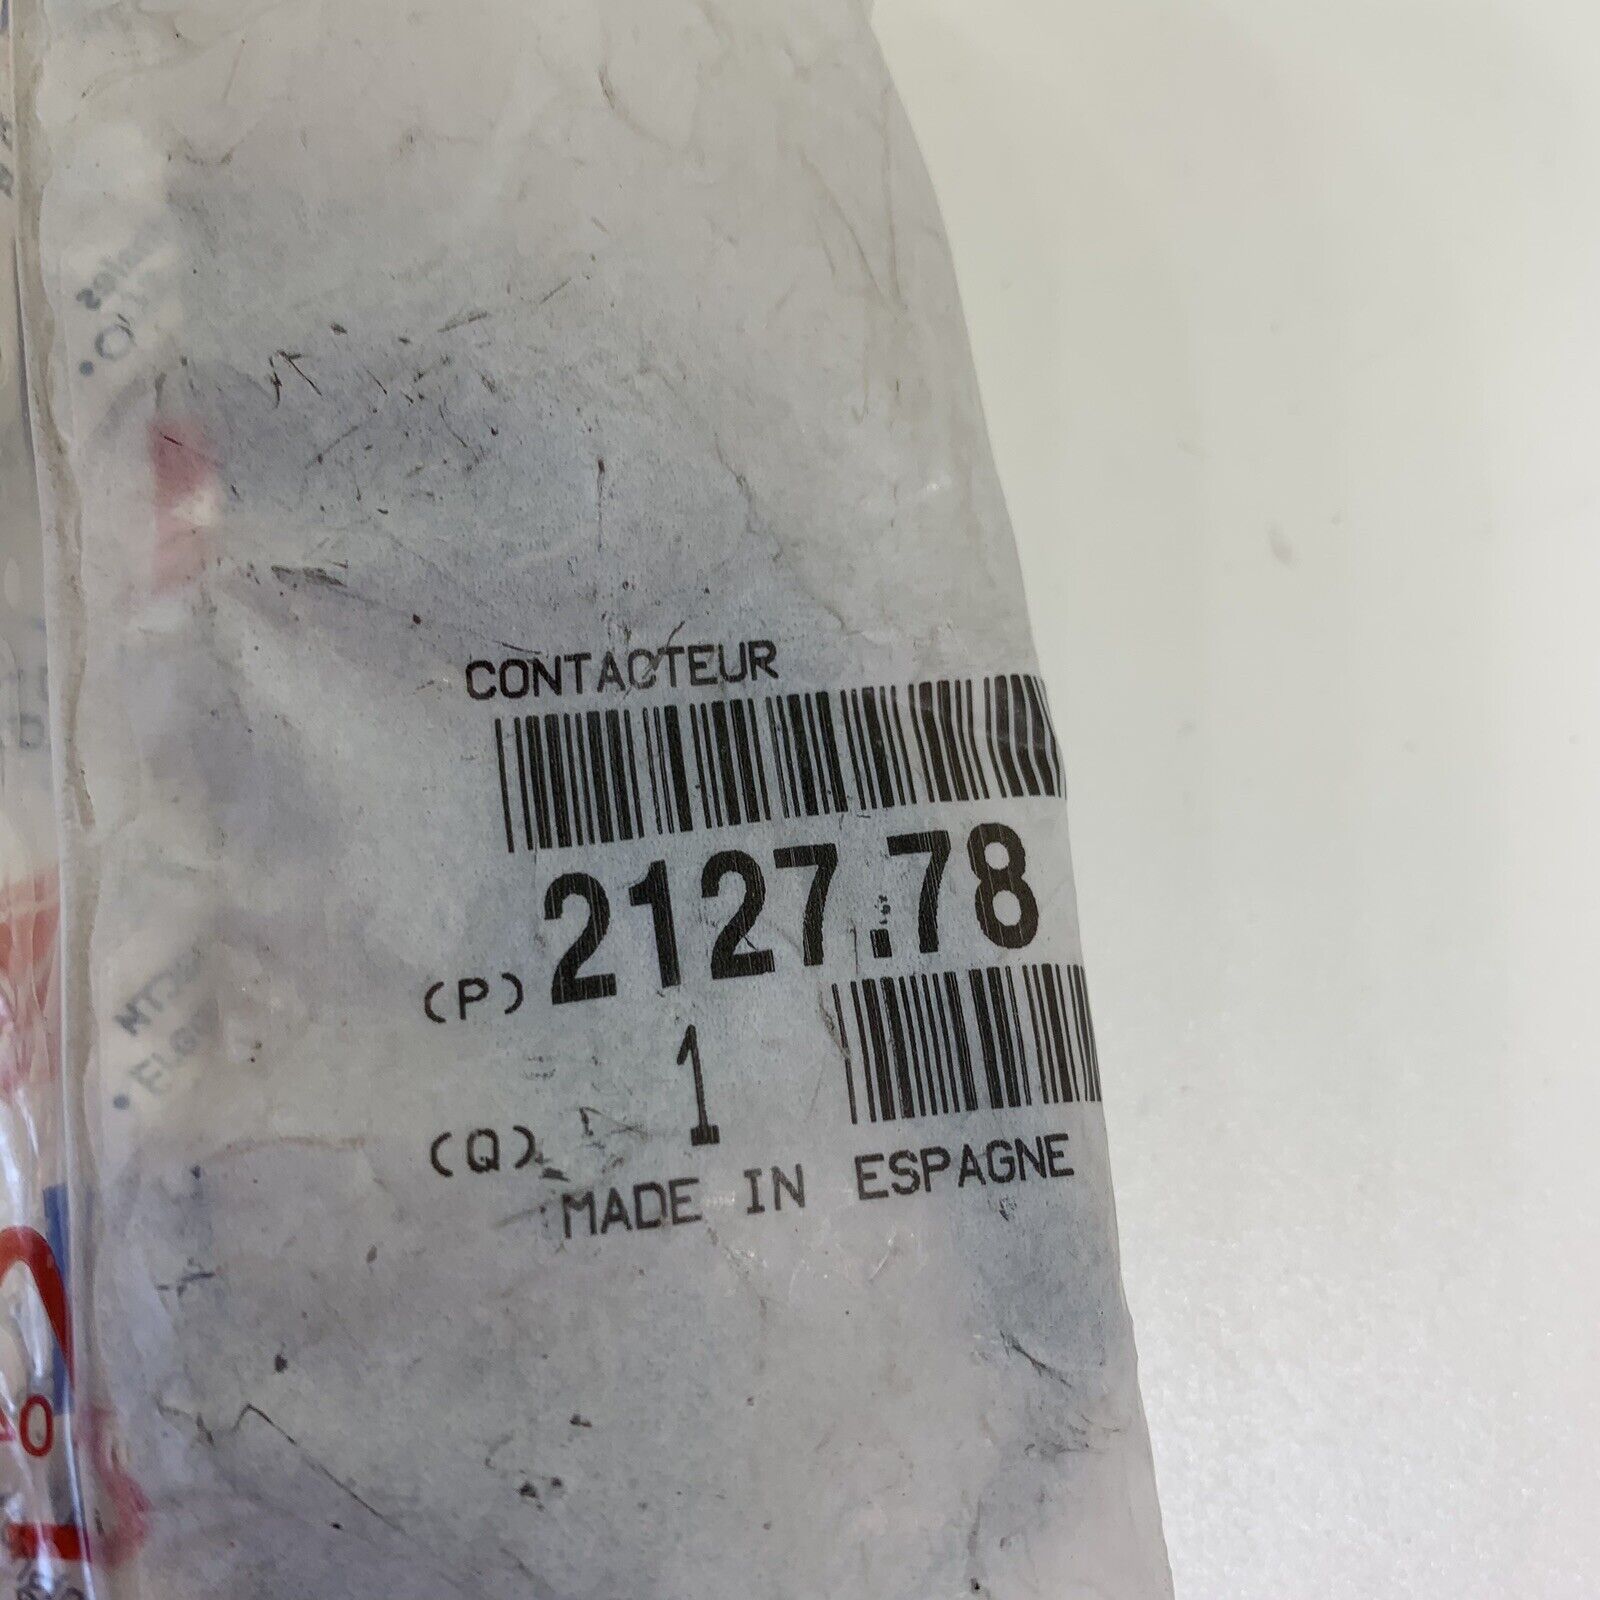 CONTACTEUR
(P) 2127.78
(Q) 1
MADE IN ESPAGNE